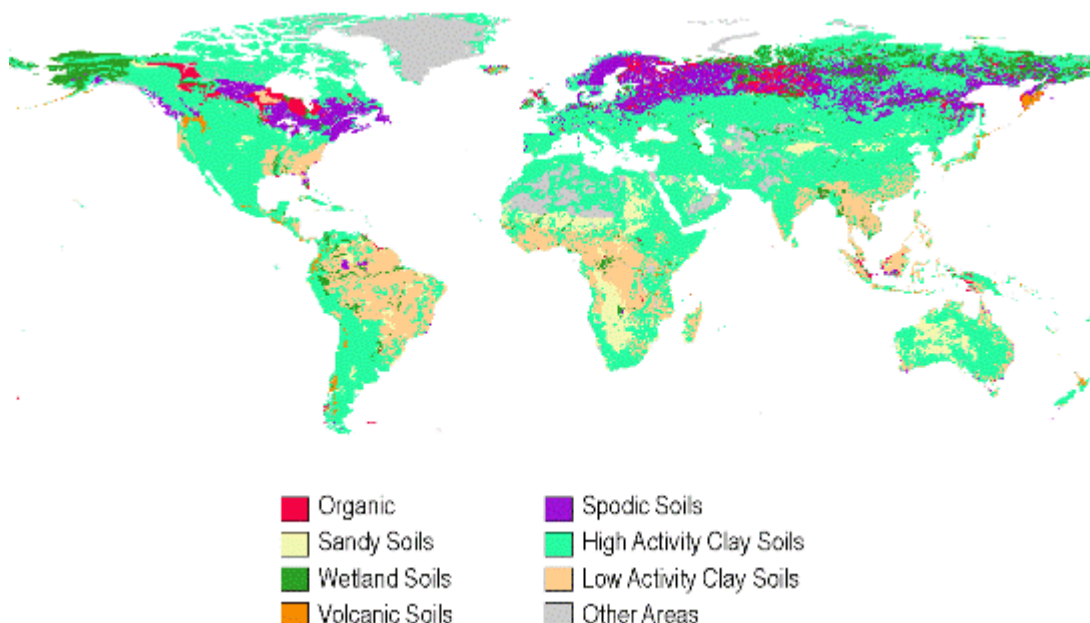 Organic
Sandy Soils
Wetland Soils
Volcanic Soils
Spodic Soils
High Activity Clay Soils
Low Activity Clay Soils
Other Areas